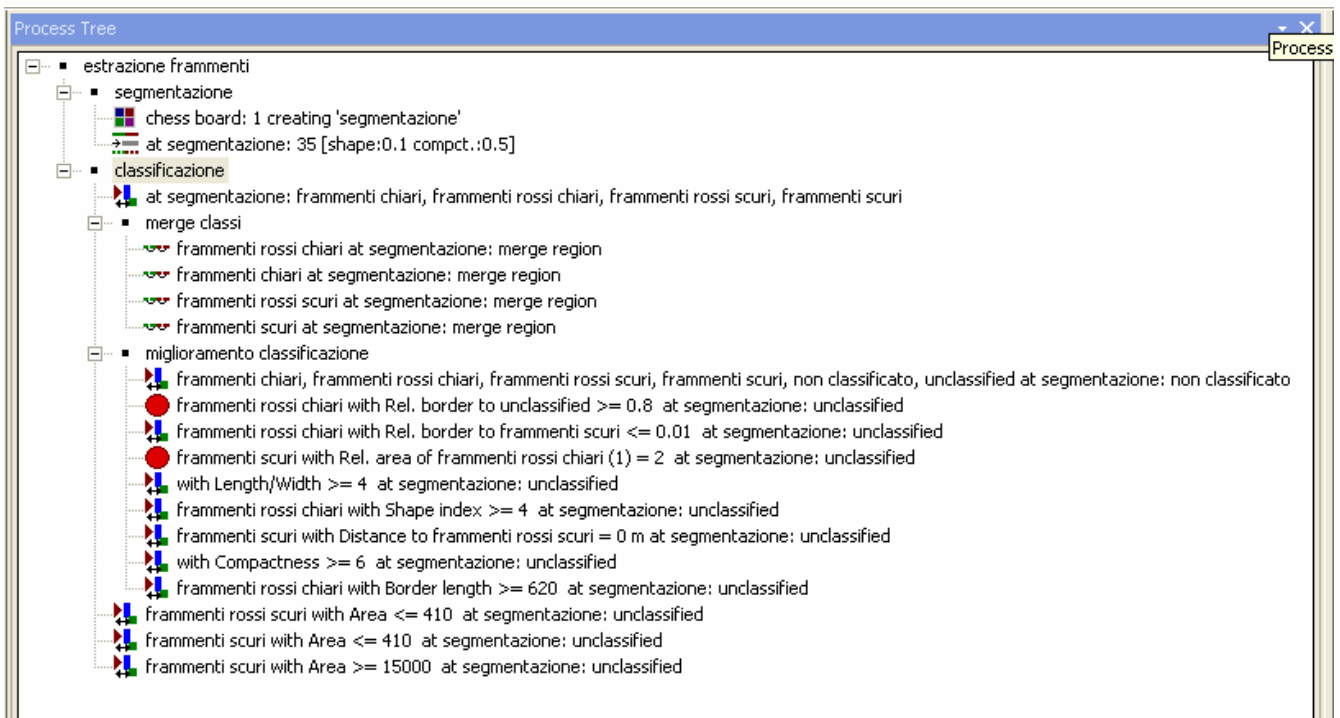 Process Tree
Process
estrazione frammenti
segmentazione
chess board: 1 creating 'segmentazione'
at segmentazione: 35 [shape:0.1 compct.:0.5]
classificazione
at segmentazione: frammenti chiari, frammenti rossi chiari, frammenti rossi scuri, frammenti scuri
merge classi
frammenti rossi chiari at segmentazione: merge region
frammenti chiari at segmentazione: merge region
frammenti rossi scuri at segmentazione: merge region
frammenti scuri at segmentazione: merge region
miglioramento classificazione
frammenti chiari, frammenti rossi chiari, frammenti rossi scuri, frammenti scuri, non classificato, unclassified at segmentazione: non classificato
frammenti rossi chiari with Rel. border to unclassified >= 0.8 at segmentazione: unclassified
frammenti rossi chiari with Rel. border to frammenti scuri <= 0.01 at segmentazione: unclassified
frammenti scuri with Rel. area of frammenti rossi chiari (1) = 2 at segmentazione: unclassified
with Length/Width >= 4 at segmentazione: unclassified
frammenti rossi chiari with Shape index >= 4 at segmentazione: unclassified
frammenti scuri with Distance to frammenti rossi scuri = 0 m at segmentazione: unclassified
with Compactness >= 6 at segmentazione: unclassified
frammenti rossi chiari with Border length >= 620 at segmentazione: unclassified
frammenti rossi scuri with Area <= 410 at segmentazione: unclassified
frammenti scuri with Area <= 410 at segmentazione: unclassified
frammenti scuri with Area >= 15000 at segmentazione: unclassified